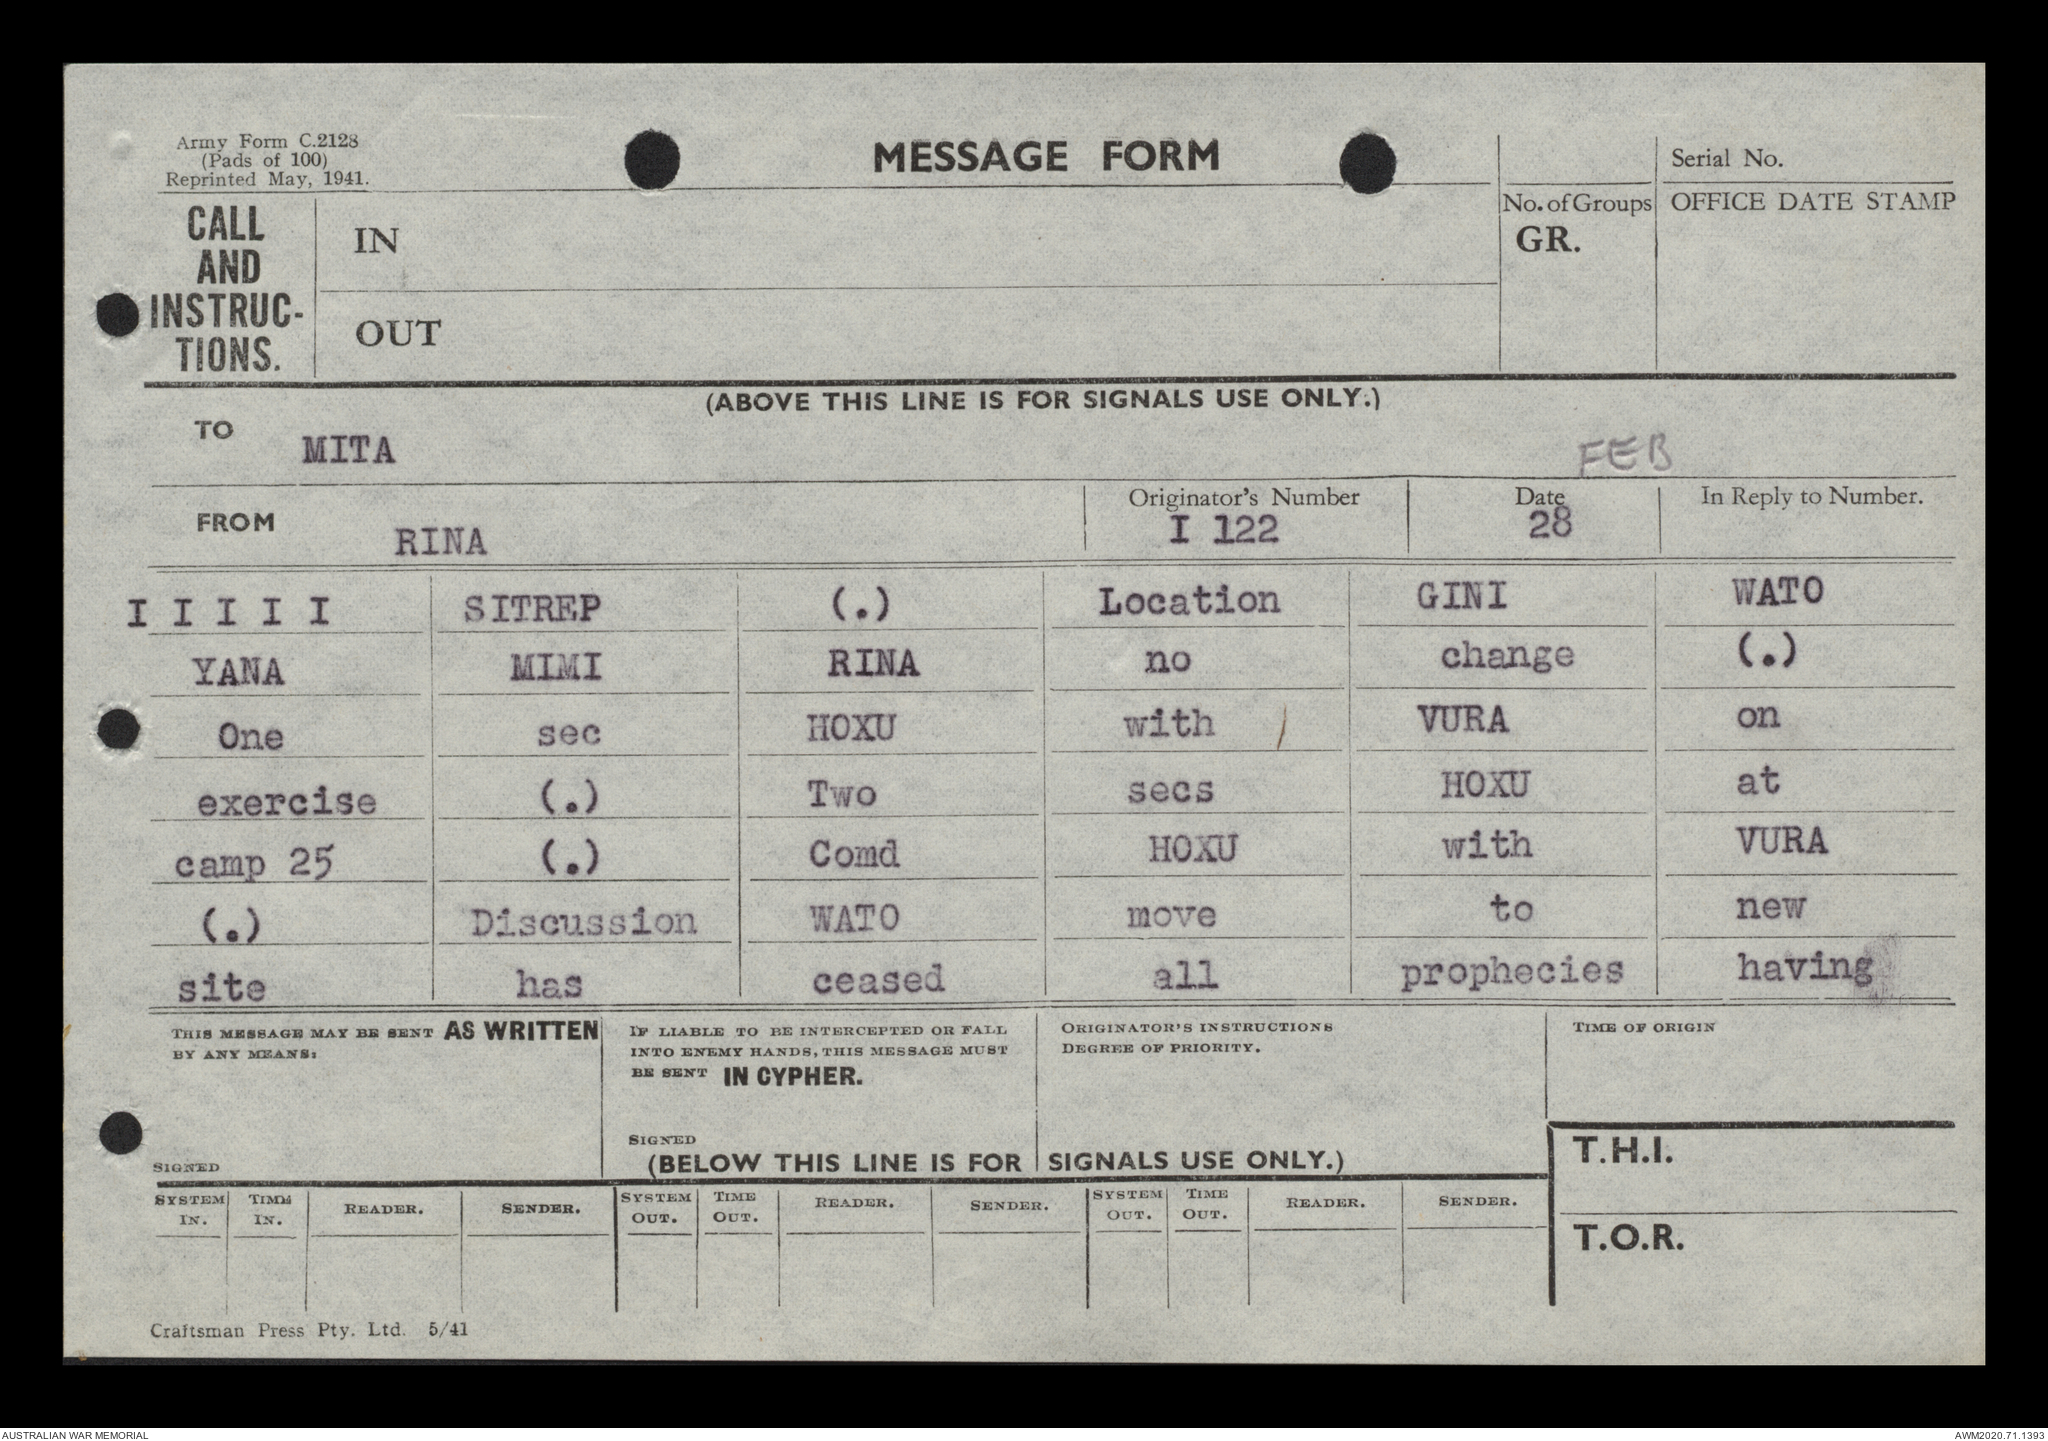 Army Form C.2128
(Pads of 100)
Reprinted May, 1941.
MESSAGE FORM
Serial No.
CALL
AND
INSTRUC-
TIONS.
IN
OUT
No. of Groups
GR.
OFFICE DATE STAMP
(ABOVE THIS LINE IS FOR SIGNALS USE ONLY.)
TO MITA
FEB
FROM RINA
Originator's Number
I 122
Date
28
In Reply to Number.
I I I I I SITREP (.) Location GINI WATO
YANA MIMI RINA no change (.)
One sec HOXU with VURA on
exercise (.) Two secs HOXU at
camp 25 (.) Comd HOXU with VURA
(.) Discussion WATO move to new
site has ceased all prophecies having
THIS MESSAGE MAY BE SENT AS WRITTEN
BY ANY MEANS:
SIGNED
IF LIABLE TO BE INTERCEPTED OR FALL
INTO ENEMY HANDS, THIS MESSAGE MUST
BE SENT IN CYPHER.
SIGNED
ORIGINATOR'S INSTRUCTIONS
DEGREE OF PRIORITY.
TIME OF ORIGIN
(BELOW THIS LINE IS FOR SIGNALS USE ONLY.)
T.H.I.
T.O.R.
SYSTEM IN. TIME IN. READER. SENDER. SYSTEM OUT. TIME OUT. READER. SENDER. SYSTEM OUT. TIME OUT. READER. SENDER.
Craftsman Press Pty. Ltd. 5/41
AUSTRALIAN WAR MEMORIAL
AWM2020.71.1393